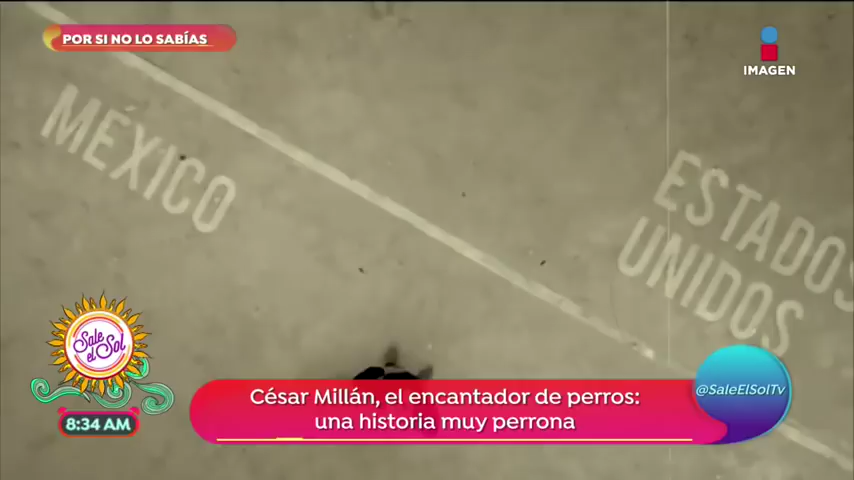 POR SI NO LO SABÍAS
IMAGEN
MÉXICO
ESTADOS
UNIDOS
Sale
el Sol
8:34 AM
César Millán, el encantador de perros:
una historia muy perrona
@SaleElSolTv